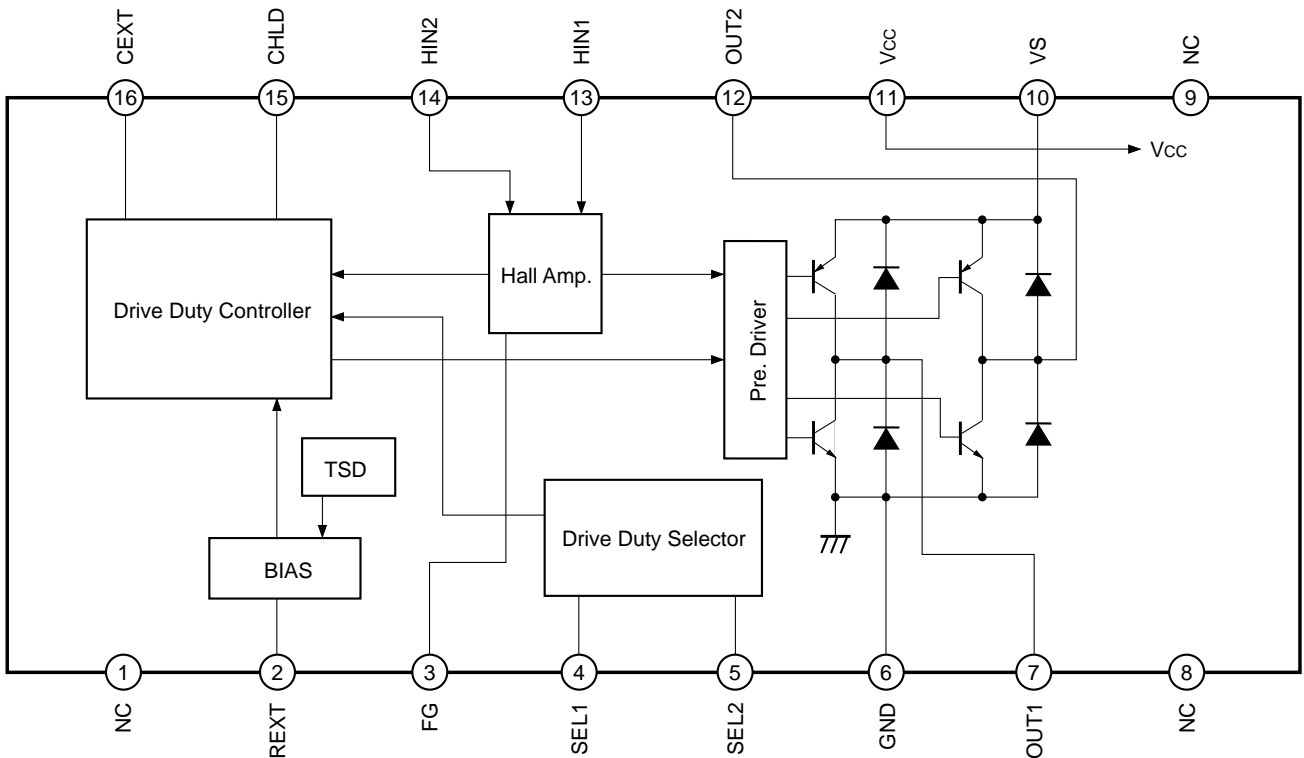 CEXT
CHLD
HIN2
HIN1
OUT2
VCC
VS
NC
16
15
14
13
12
11
10
9
VCC
Hall Amp.
Drive Duty Controller
Pre. Driver
TSD
Drive Duty Selector
BIAS
1
2
3
4
5
6
7
8
NC
REXT
FG
SEL1
SEL2
GND
OUT1
NC